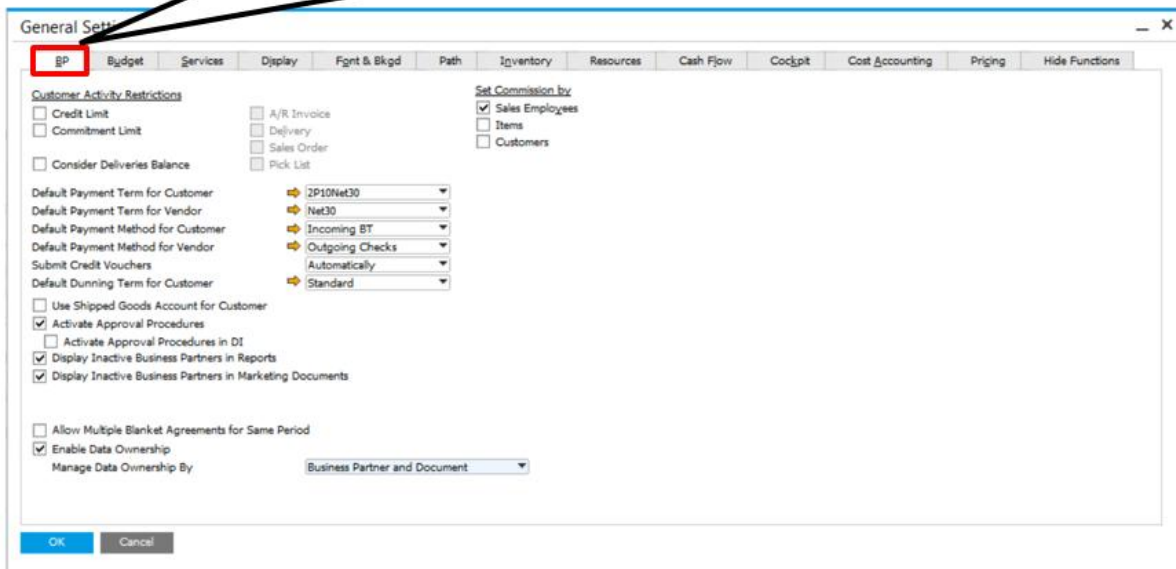 General Setti
BP Budget Services Display Font & Bkgd Path Inventory Resources Cash Flow Cockpit Cost Accounting Pricing Hide Functions
Customer Activity Restrictions
Set Commission by
Credit Limit
A/R Invoice
Sales Employees
Commitment Limit
Delivery
Items
Sales Order
Customers
Consider Deliveries Balance
Pick List
Default Payment Term for Customer 2P10Net30
Default Payment Term for Vendor Net30
Default Payment Method for Customer Incoming BT
Default Payment Method for Vendor Outgoing Checks
Submit Credit Vouchers Automatically
Default Dunning Term for Customer Standard
Use Shipped Goods Account for Customer
Activate Approval Procedures
Activate Approval Procedures in DI
Display Inactive Business Partners in Reports
Display Inactive Business Partners in Marketing Documents
Allow Multiple Blanket Agreements for Same Period
Enable Data Ownership
Manage Data Ownership By Business Partner and Document
OK Cancel